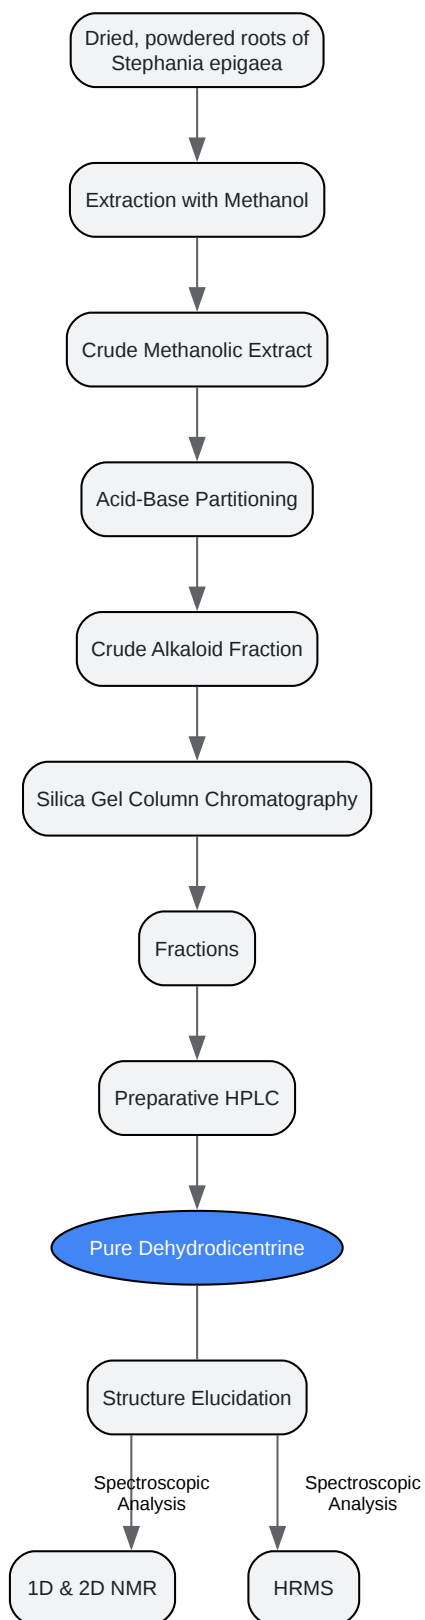 Dried, powdered roots of
Stephania epigaea
Extraction with Methanol
Crude Methanolic Extract
Acid-Base Partitioning
Crude Alkaloid Fraction
Silica Gel Column Chromatography
Fractions
Preparative HPLC
Pure Dehydrodicentrine
Structure Elucidation
Spectroscopic
Analysis
Spectroscopic
Analysis
1D & 2D NMR
HRMS